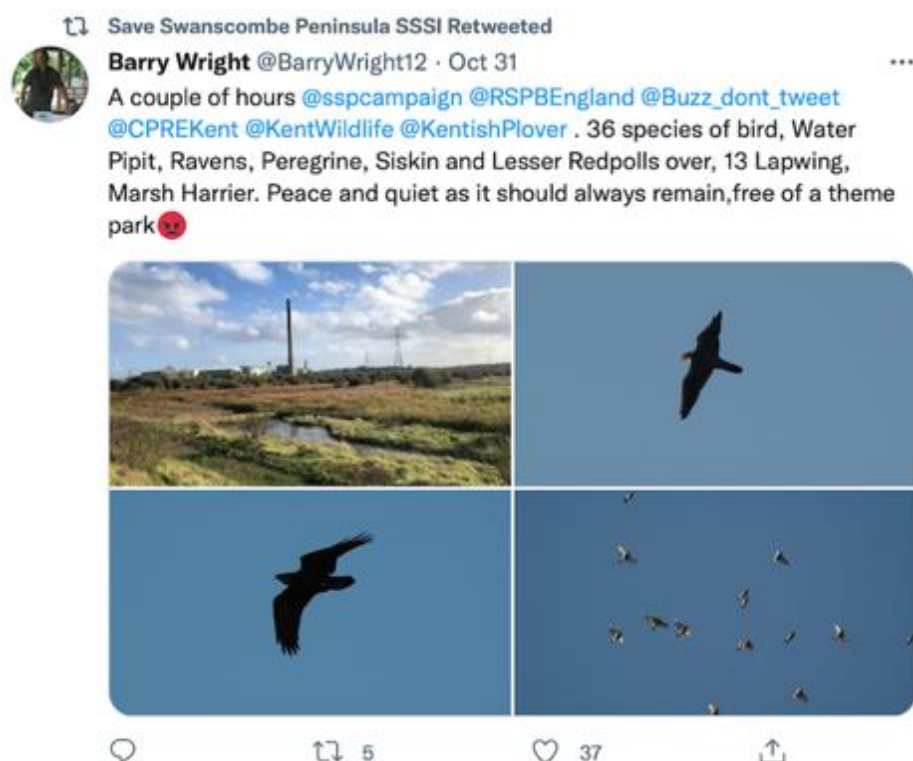 Save Swanscombe Peninsula SSSI Retweeted
Barry Wright @BarryWright12 · Oct 31
A couple of hours @sspcampaign @RSPBEngland @Buzz_dont_tweet
@CPREKent @KentWildlife @KentishPlover . 36 species of bird, Water
Pipit, Ravens, Peregrine, Siskin and Lesser Redpolls over, 13 Lapwing,
Marsh Harrier. Peace and quiet as it should always remain,free of a theme
park😡
5 37